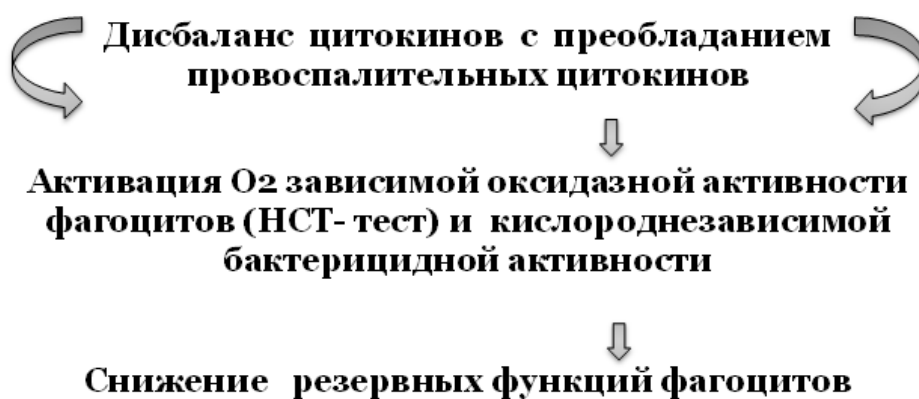 Дисбаланс цитокинов с преобладанием
провоспалительных цитокинов
Активация О2 зависимой оксидазной активности
фагоцитов (НСТ- тест) и кислороднезависимой
бактерицидной активности
Снижение резервных функций фагоцитов